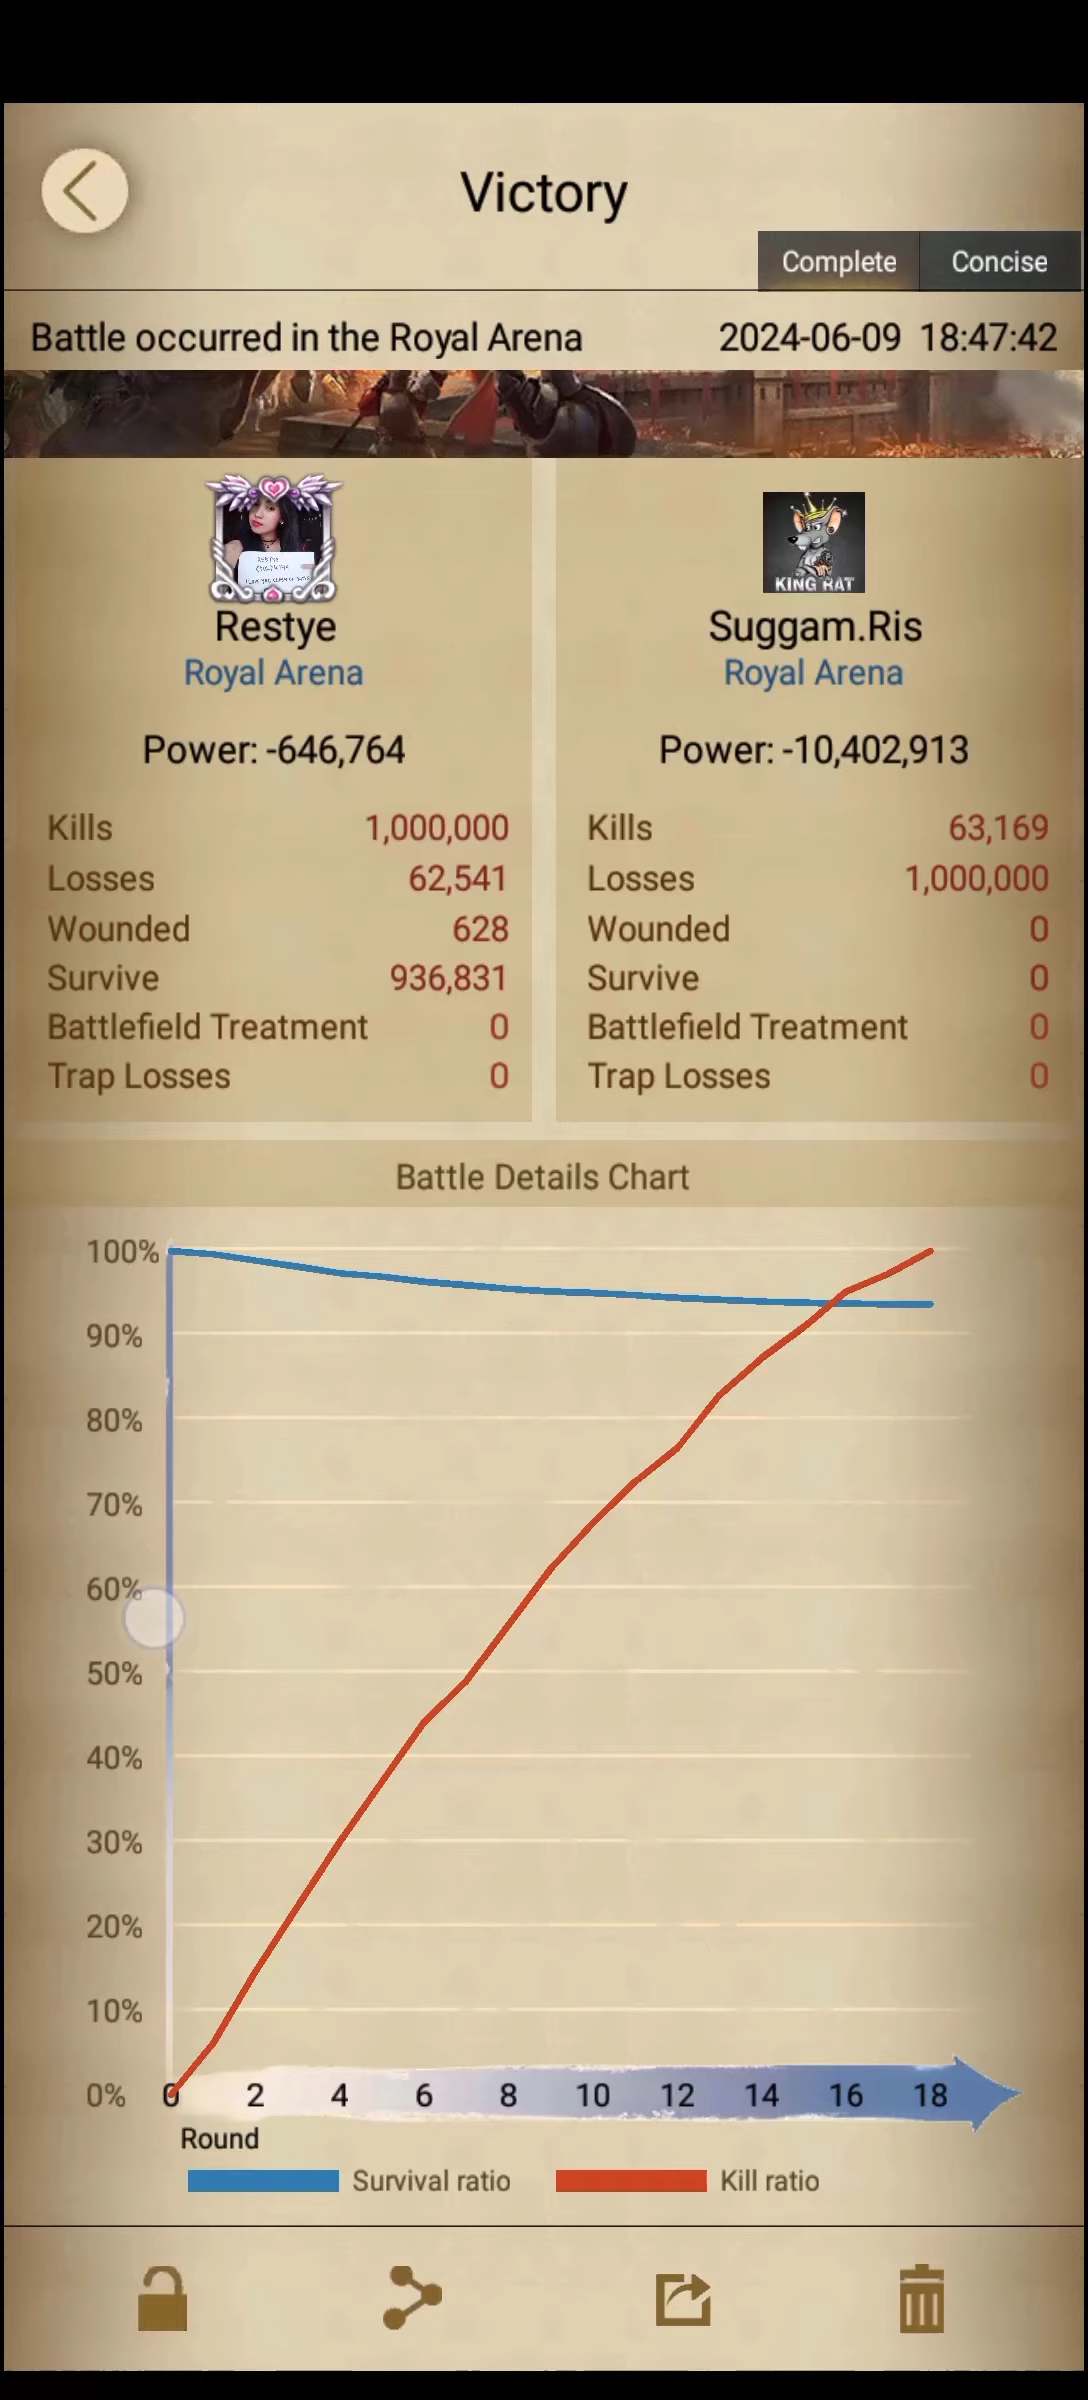 Victory
Complete Concise
Battle occurred in the Royal Arena 2024-06-09 18:47:42
KING RAT
Restye Suggam.Ris
Royal Arena Royal Arena
Power: -646,764 Power: -10,402,913
Kills 1,000,000 Kills 63,169
Losses 62,541 Losses 1,000,000
Wounded 628 Wounded 0
Survive 936,831 Survive 0
Battlefield Treatment 0 Battlefield Treatment 0
Trap Losses 0 Trap Losses 0
Battle Details Chart
100%
90%
80%
70%
60%
50%
40%
30%
20%
10%
0% 0 2 4 6 8 10 12 14 16 18
Round
Survival ratio Kill ratio